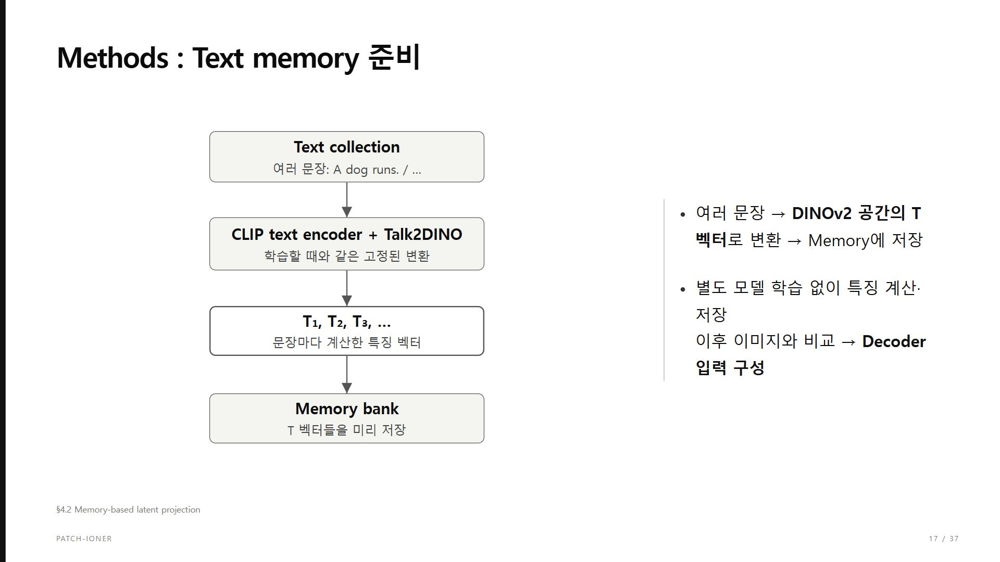 Methods : Text memory 준비
Text collection
여러 문장: A dog runs. / ...
CLIP text encoder + Talk2DINO
학습할 때와 같은 고정된 변환
T₁, T₂, T₃, ...
문장마다 계산한 특징 벡터
Memory bank
T 벡터들을 미리 저장
• 여러 문장 → DINOv2 공간의 T
벡터로 변환 → Memory에 저장
• 별도 모델 학습 없이 특징 계산·
저장
이후 이미지와 비교 → Decoder
입력 구성
§4.2 Memory-based latent projection
PATCH-IONER
17 / 37